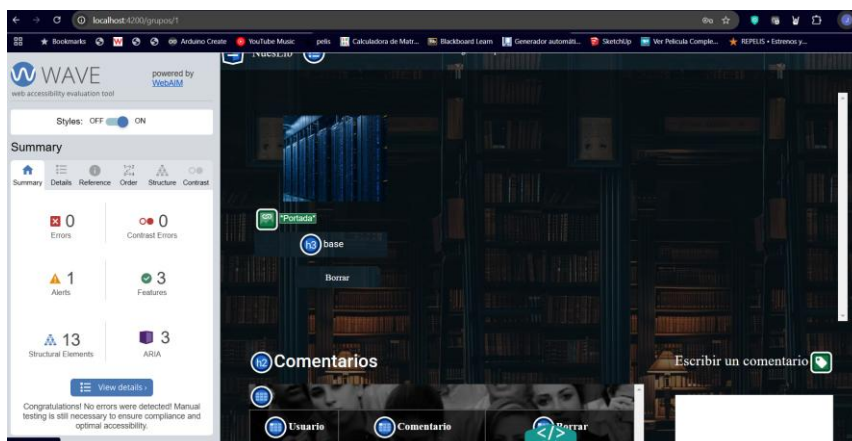 localhost:4200/grupos/1
Bookmarks Arduino Create YouTube Music pelis Calculadora de Matr... Blackboard Learn Generador automáti... SketchUp Ver Pelicula Comple... REPELIS • Estrenos y...
WAVE
web accessibility evaluation tool
powered by
WebAIM
Styles: OFF ON
Summary
Summary Details Reference Order Structure Contrast
0
Errors
0
Contrast Errors
1
Alerts
3
Features
13
Structural Elements
3
ARIA
View details ›
Congratulations! No errors were detected! Manual
testing is still necessary to ensure compliance and
optimal accessibility.
*Portada*
h3 base
Borrar
h2 Comentarios
Usuario Comentario Borrar
</>
Escribir un comentario